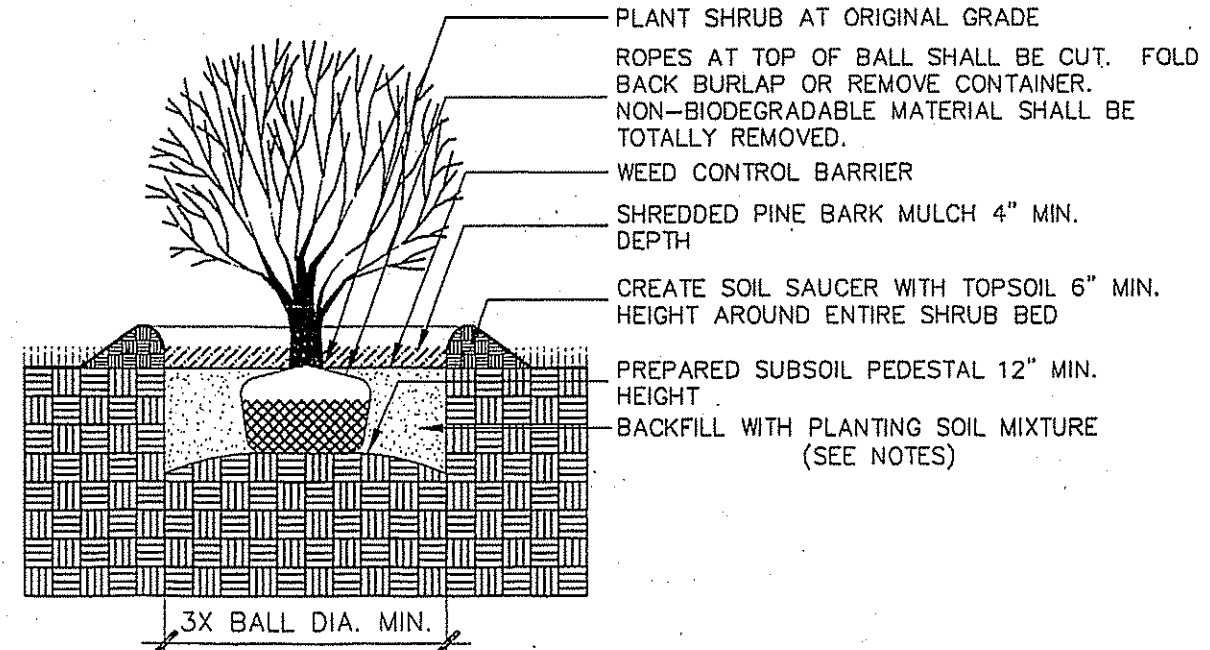 PLANT SHRUB AT ORIGINAL GRADE
ROPES AT TOP OF BALL SHALL BE CUT. FOLD
BACK BURLAP OR REMOVE CONTAINER.
NON-BIODEGRADABLE MATERIAL SHALL BE
TOTALLY REMOVED.
WEED CONTROL BARRIER
SHREDDED PINE BARK MULCH 4" MIN.
DEPTH
CREATE SOIL SAUCER WITH TOPSOIL 6" MIN.
HEIGHT AROUND ENTIRE SHRUB BED
PREPARED SUBSOIL PEDESTAL 12" MIN.
HEIGHT
BACKFILL WITH PLANTING SOIL MIXTURE
(SEE NOTES)
3X BALL DIA. MIN.